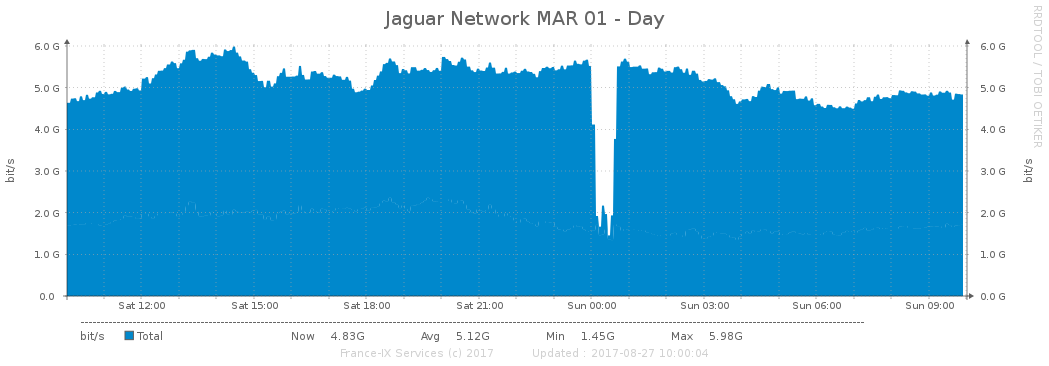 Jaguar Network MAR 01 - Day
RRDTOOL / TOBI OETIKER
6.0 G 6.0 G
5.0 G 5.0 G
4.0 G 4.0 G
3.0 G 3.0 G
2.0 G 2.0 G
1.0 G 1.0 G
0.0 0.0 G
bit/s
bit/s
Sat 12:00 Sat 15:00 Sat 18:00 Sat 21:00 Sun 00:00 Sun 03:00 Sun 06:00 Sun 09:00
bit/s Total Now 4.83G Avg 5.12G Min 1.45G Max 5.98G
France-IX Services (c) 2017 Updated : 2017-08-27 10:00:04